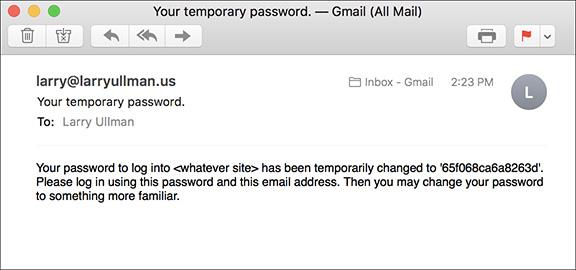 Your temporary password. — Gmail (All Mail)
larry@larryullman.us
Inbox - Gmail 2:23 PM
L
Your temporary password.
To: Larry Ullman
Your password to log into <whatever site> has been temporarily changed to '65f068ca6a8263d'.
Please log in using this password and this email address. Then you may change your password
to something more familiar.